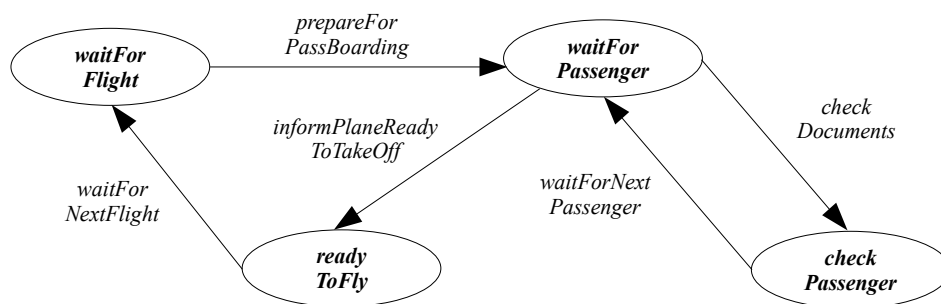 prepareFor
PassBoarding
waitFor
Flight
waitFor
Passenger
check
Documents
informPlaneReady
ToTakeOff
waitForNext
Passenger
waitFor
NextFlight
ready
ToFly
check
Passenger